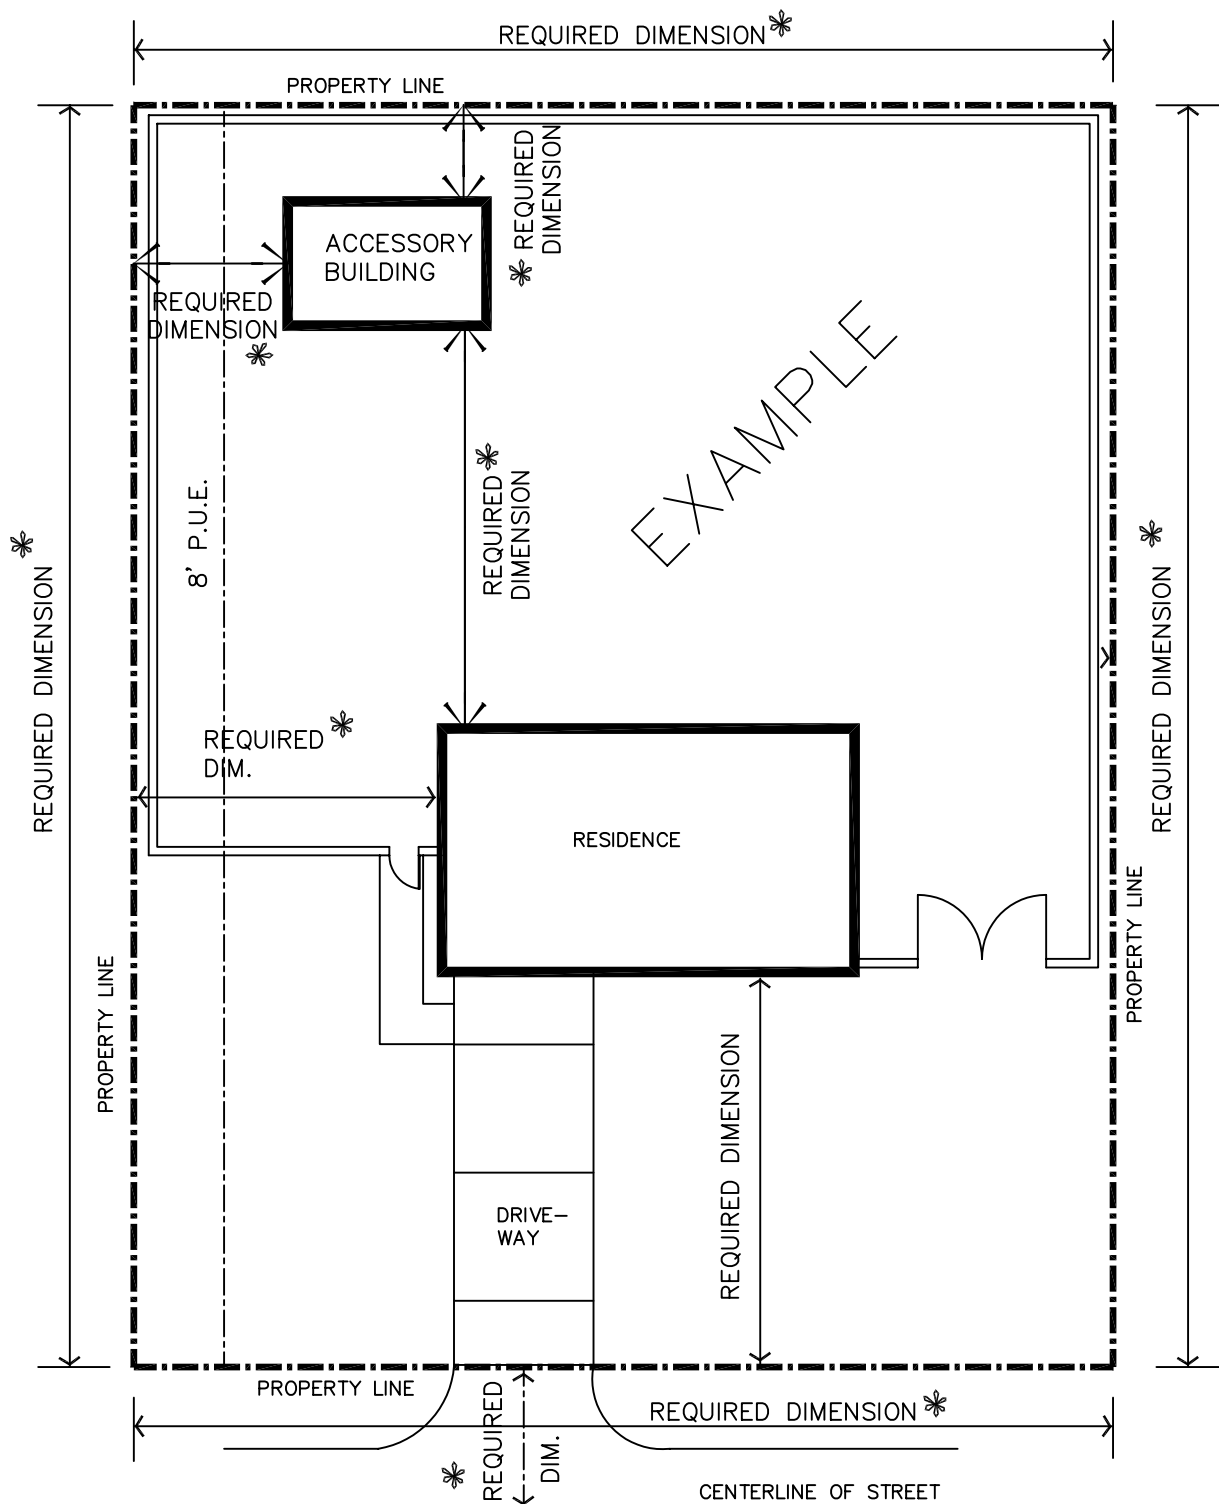 REQUIRED DIMENSION*
PROPERTY LINE
* REQUIRED
DIMENSION
ACCESSORY
BUILDING
REQUIRED
DIMENSION
*
EXAMPLE
REQUIRED*
DIMENSION
8' P.U.E.
REQUIRED DIMENSION*
REQUIRED DIMENSION*
REQUIRED*
DIM.
RESIDENCE
PROPERTY LINE
PROPERTY LINE
REQUIRED DIMENSION
DRIVE-
WAY
PROPERTY LINE
REQUIRED DIMENSION*
* REQUIRED
DIM.
CENTERLINE OF STREET